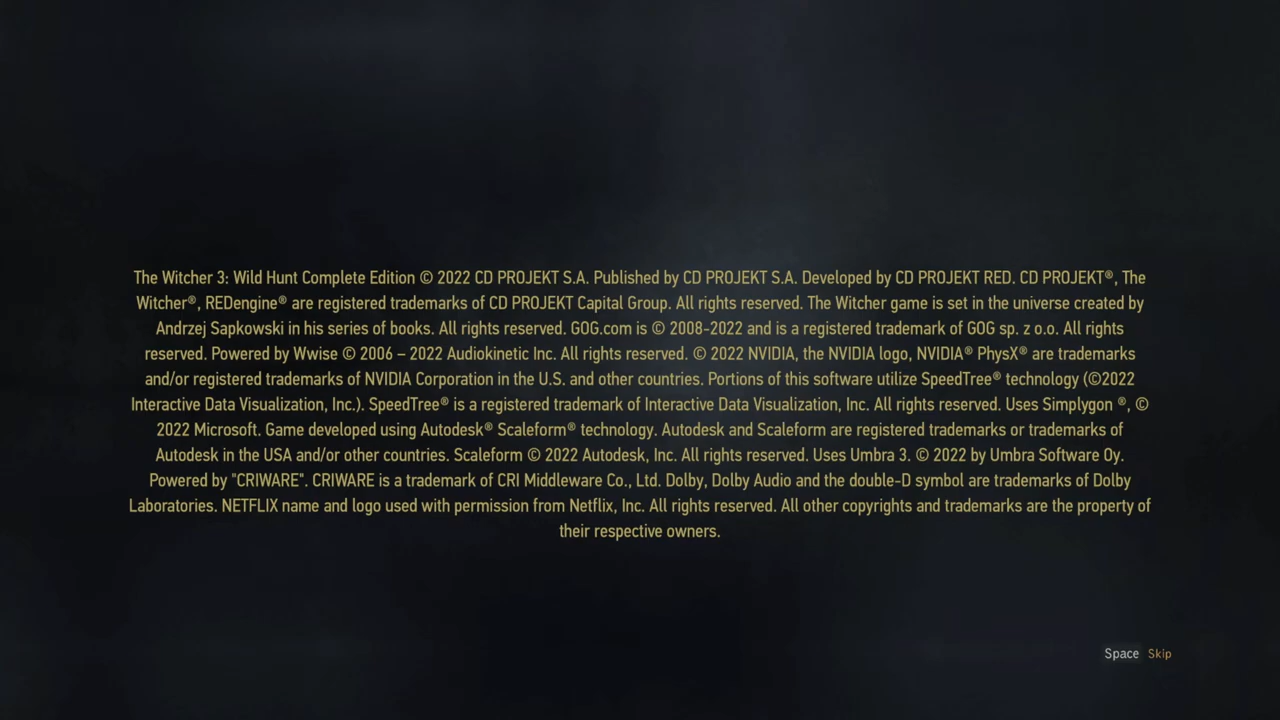 The Witcher 3: Wild Hunt Complete Edition © 2022 CD PROJEKT S.A. Published by CD PROJEKT S.A. Developed by CD PROJEKT RED. CD PROJEKT®, The
Witcher®, REDengine® are registered trademarks of CD PROJEKT Capital Group. All rights reserved. The Witcher game is set in the universe created by
Andrzej Sapkowski in his series of books. All rights reserved. GOG.com is © 2008-2022 and is a registered trademark of GOG sp. z o.o. All rights
reserved. Powered by Wwise © 2006 – 2022 Audiokinetic Inc. All rights reserved. © 2022 NVIDIA, the NVIDIA logo, NVIDIA® PhysX® are trademarks
and/or registered trademarks of NVIDIA Corporation in the U.S. and other countries. Portions of this software utilize SpeedTree® technology (©2022
Interactive Data Visualization, Inc.). SpeedTree® is a registered trademark of Interactive Data Visualization, Inc. All rights reserved. Uses Simplygon ®, ©
2022 Microsoft. Game developed using Autodesk® Scaleform® technology. Autodesk and Scaleform are registered trademarks or trademarks of
Autodesk in the USA and/or other countries. Scaleform © 2022 Autodesk, Inc. All rights reserved. Uses Umbra 3. © 2022 by Umbra Software Oy.
Powered by "CRIWARE". CRIWARE is a trademark of CRI Middleware Co., Ltd. Dolby, Dolby Audio and the double-D symbol are trademarks of Dolby
Laboratories. NETFLIX name and logo used with permission from Netflix, Inc. All rights reserved. All other copyrights and trademarks are the property of
their respective owners.
Space Skip